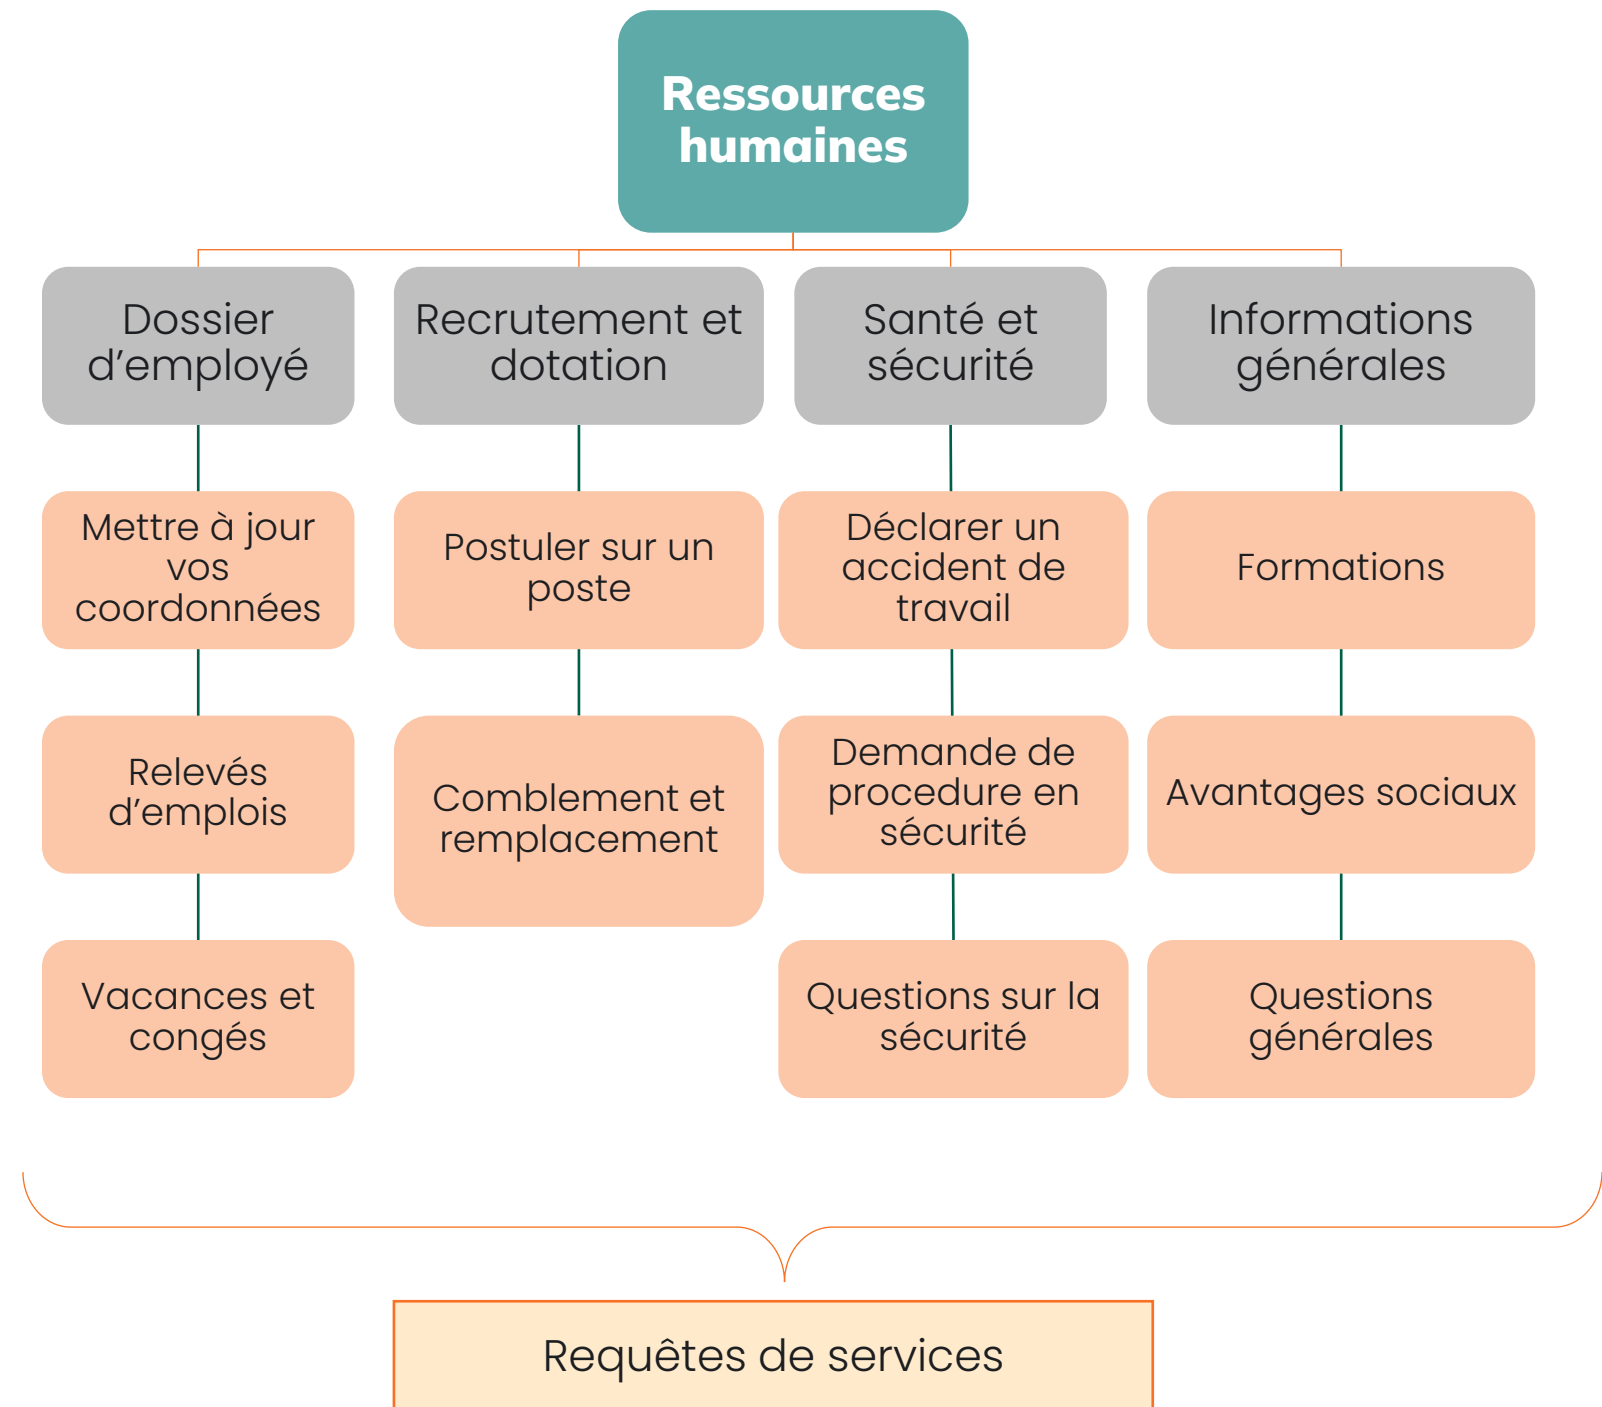 Ressources
humaines
Dossier
d’employé
Recrutement et
dotation
Santé et
sécurité
Informations
générales
Mettre à jour
vos
coordonnées
Postuler sur un
poste
Déclarer un
accident de
travail
Formations
Relevés
d’emplois
Comblement et
remplacement
Demande de
procedure en
sécurité
Avantages sociaux
Vacances et
congés
Questions sur la
sécurité
Questions
générales
Requêtes de services